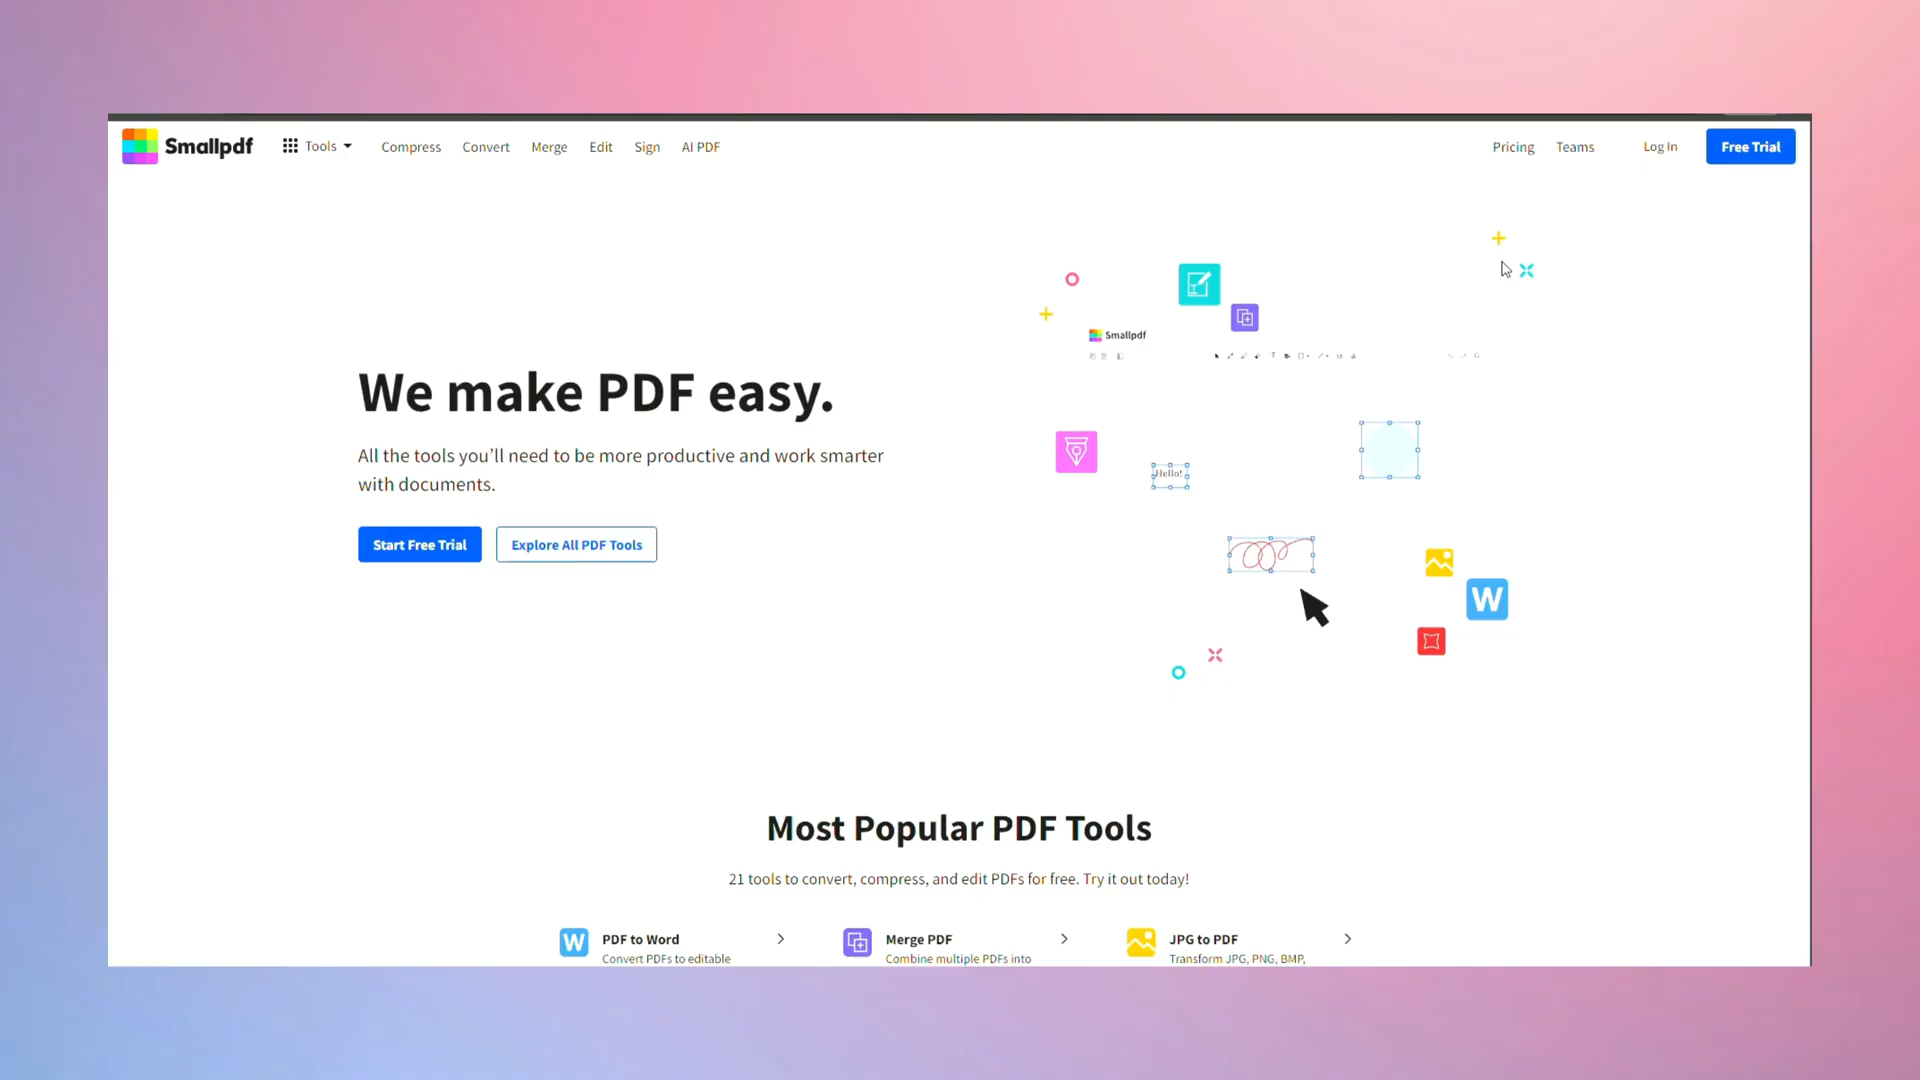 Smallpdf Tools Compress Convert Merge Edit Sign AI PDF Pricing Teams Log In Free Trial
Smallpdf
We make PDF easy.
Hello!
All the tools you’ll need to be more productive and work smarter
with documents.
Start Free Trial Explore All PDF Tools
W
Most Popular PDF Tools
21 tools to convert, compress, and edit PDFs for free. Try it out today!
W PDF to Word
Convert PDFs to editable
Merge PDF
Combine multiple PDFs into
JPG to PDF
Transform JPG, PNG, BMP,